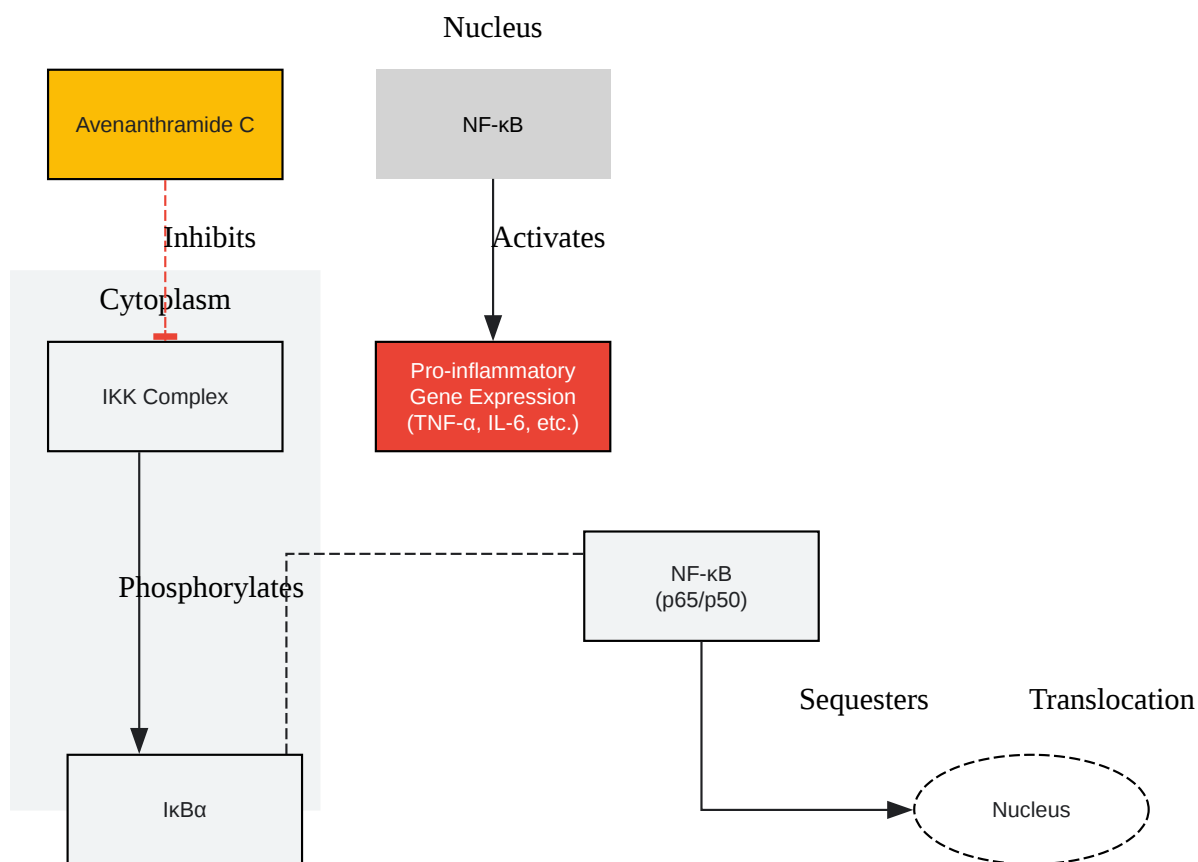 Nucleus
Avenanthramide C
NF-κB
Inhibits
Activates
Cytoplasm
IKK Complex
Pro-inflammatory
Gene Expression
(TNF-α, IL-6, etc.)
Phosphorylates
NF-κB
(p65/p50)
Sequesters
Translocation
IκBα
Nucleus